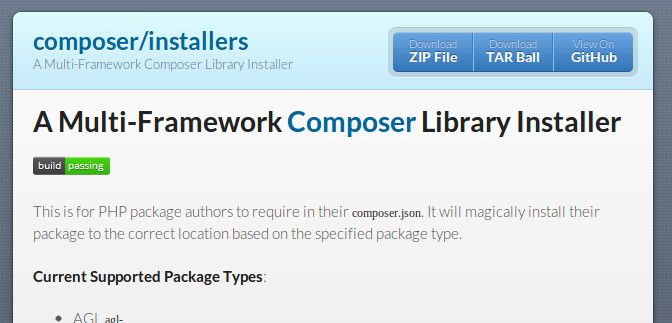 composer/installers
A Multi-Framework Composer Library Installer
Download
ZIP File
Download
TAR Ball
View On
GitHub
A Multi-Framework Composer Library Installer
build passing
This is for PHP package authors to require in their composer.json. It will magically install their
package to the correct location based on the specified package type.
Current Supported Package Types:
• AGL agl-